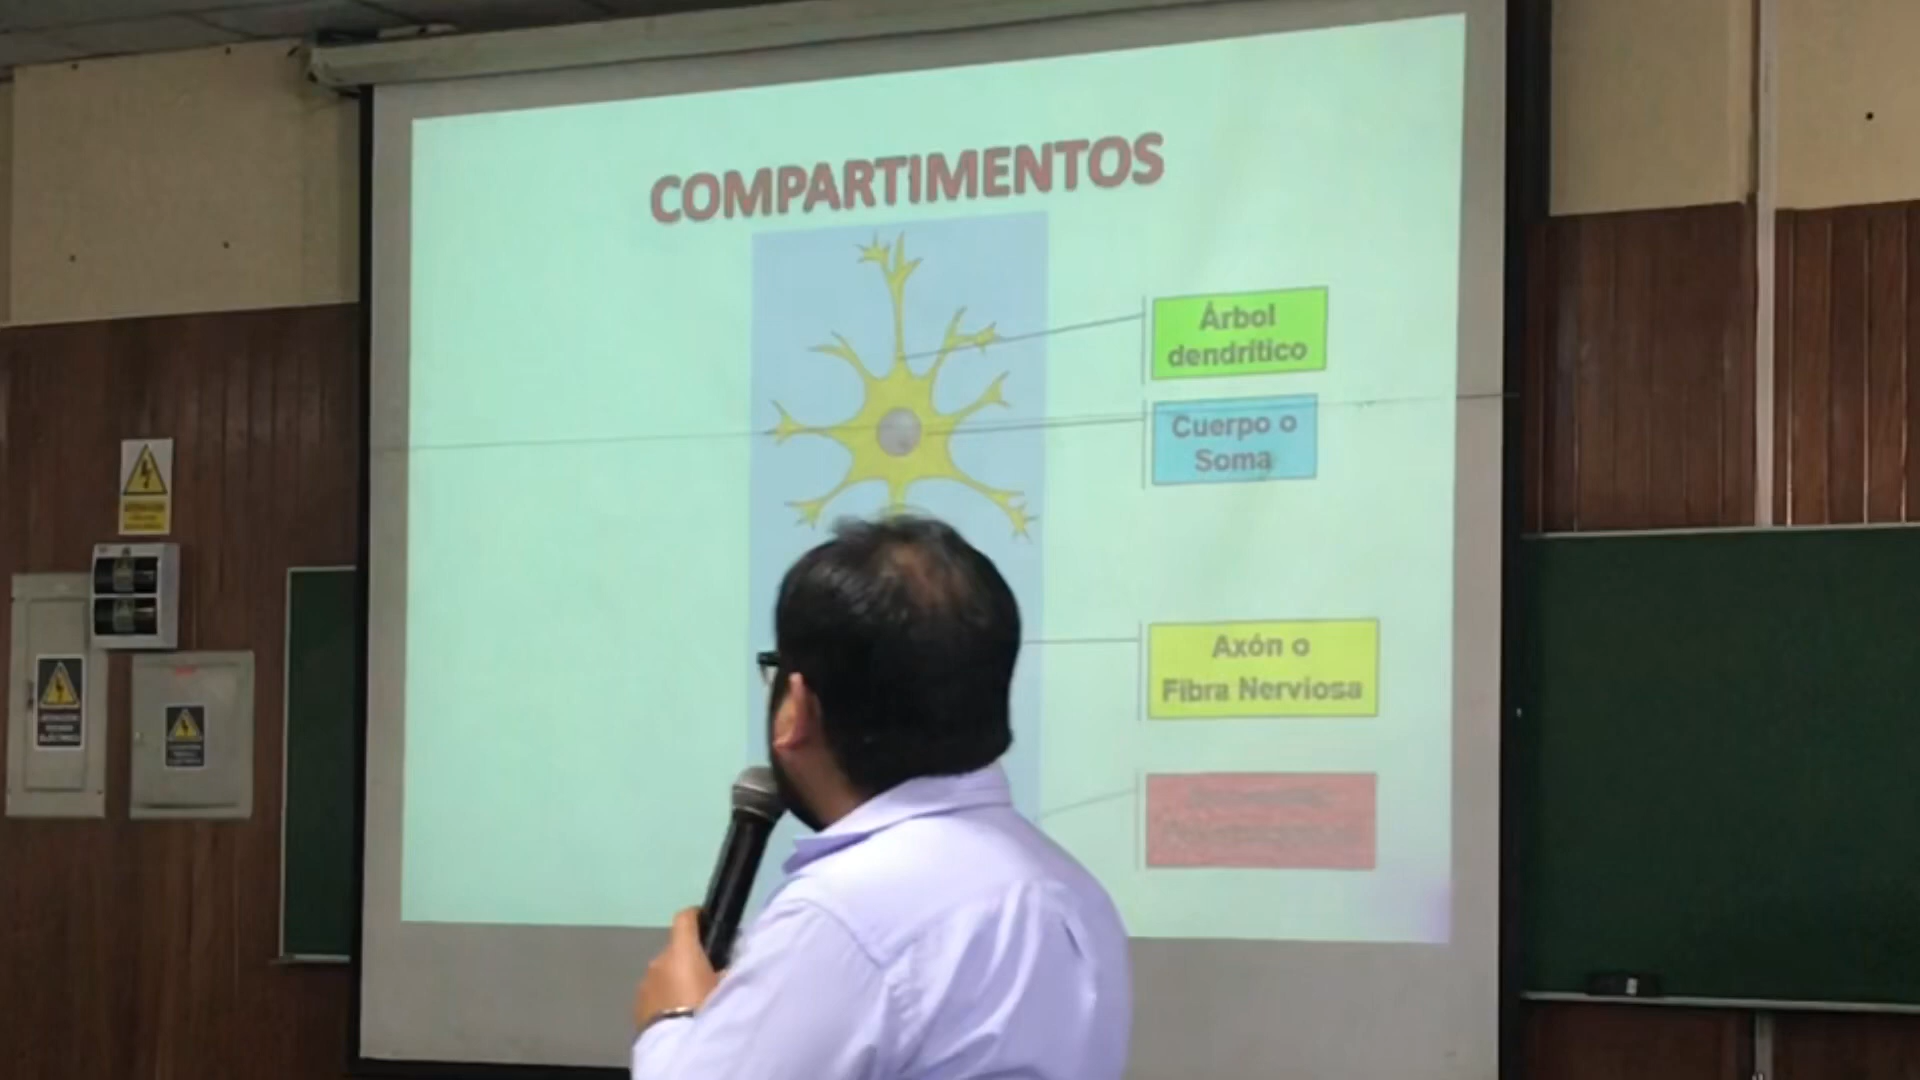 COMPARTIMENTOS
Árbol
dendrítico
Cuerpo o
Soma
Axón o
Fibra Nerviosa